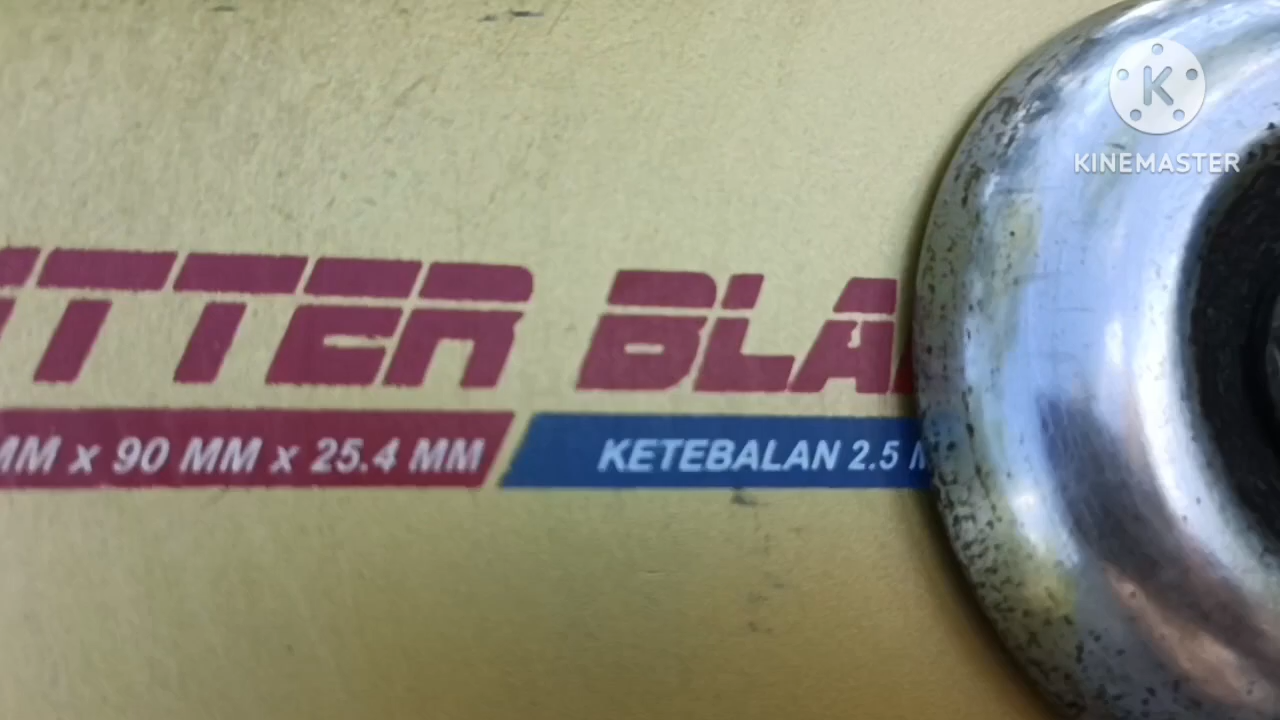 K
KINEMASTER
TTER BLA
MM x 90 MM x 25.4 MM
KETEBALAN 2.5 M